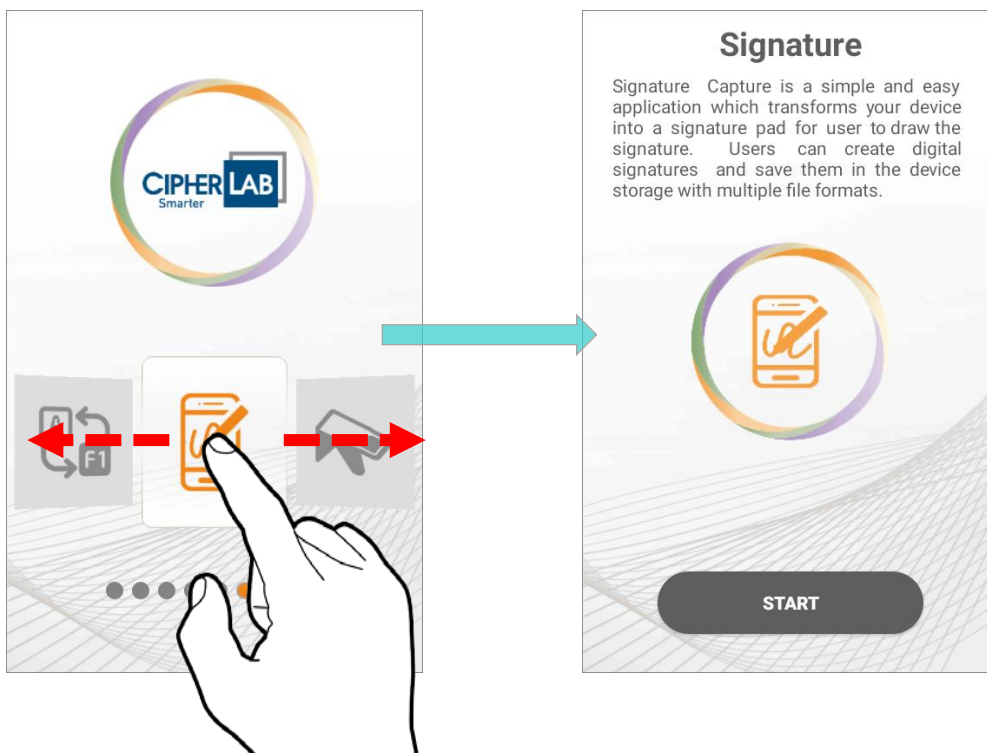 CIPHERLAB
Smarter
A
F1
Signature
Signature Capture is a simple and easy
application which transforms your device
into a signature pad for user to draw the
signature. Users can create digital
signatures and save them in the device
storage with multiple file formats.
START